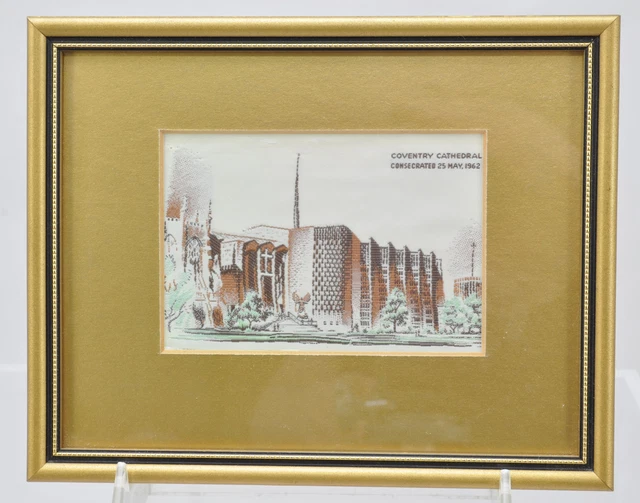 COVENTRY CATHEDRAL
CONSECRATED 25 MAY, 1962